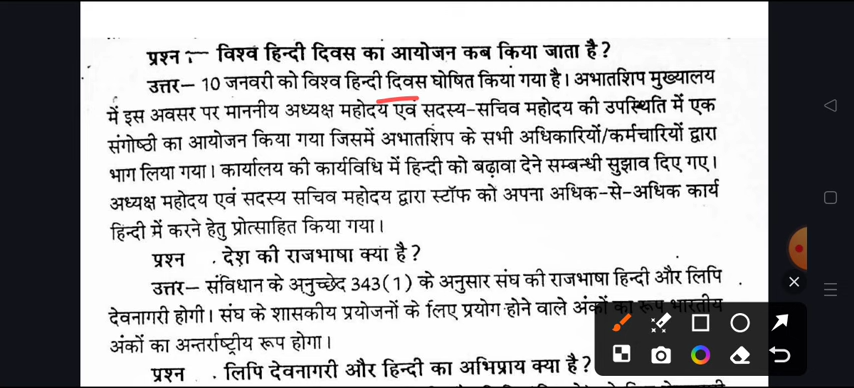 प्रश्न :— विश्व हिन्दी दिवस का आयोजन कब किया जाता है?
उत्तर– 10 जनवरी को विश्व हिन्दी दिवस घोषित किया गया है। अभातशिप मुख्यालय
में इस अवसर पर माननीय अध्यक्ष महोदय एवं सदस्य-सचिव महोदय की उपस्थिति में एक
संगोष्ठी का आयोजन किया गया जिसमें अभातशिप के सभी अधिकारियों/कर्मचारियों द्वारा
भाग लिया गया। कार्यालय की कार्यविधि में हिन्दी को बढ़ावा देने सम्बन्धी सुझाव दिए गए।
अध्यक्ष महोदय एवं सदस्य सचिव महोदय द्वारा स्टॉफ को अपना अधिक-से-अधिक कार्य
हिन्दी में करने हेतु प्रोत्साहित किया गया।
प्रश्न . देश की राजभाषा क्या है?
उत्तर– संविधान के अनुच्छेद 343(1) के अनुसार संघ की राजभाषा हिन्दी और लिपि
देवनागरी होगी। संघ के शासकीय प्रयोजनों के लिए प्रयोग होने वाले अंकों का रूप भारतीय
अंकों का अन्तर्राष्ट्रीय रूप होगा।
प्रश्न . लिपि देवनागरी और हिन्दी का अभिप्राय क्या है?